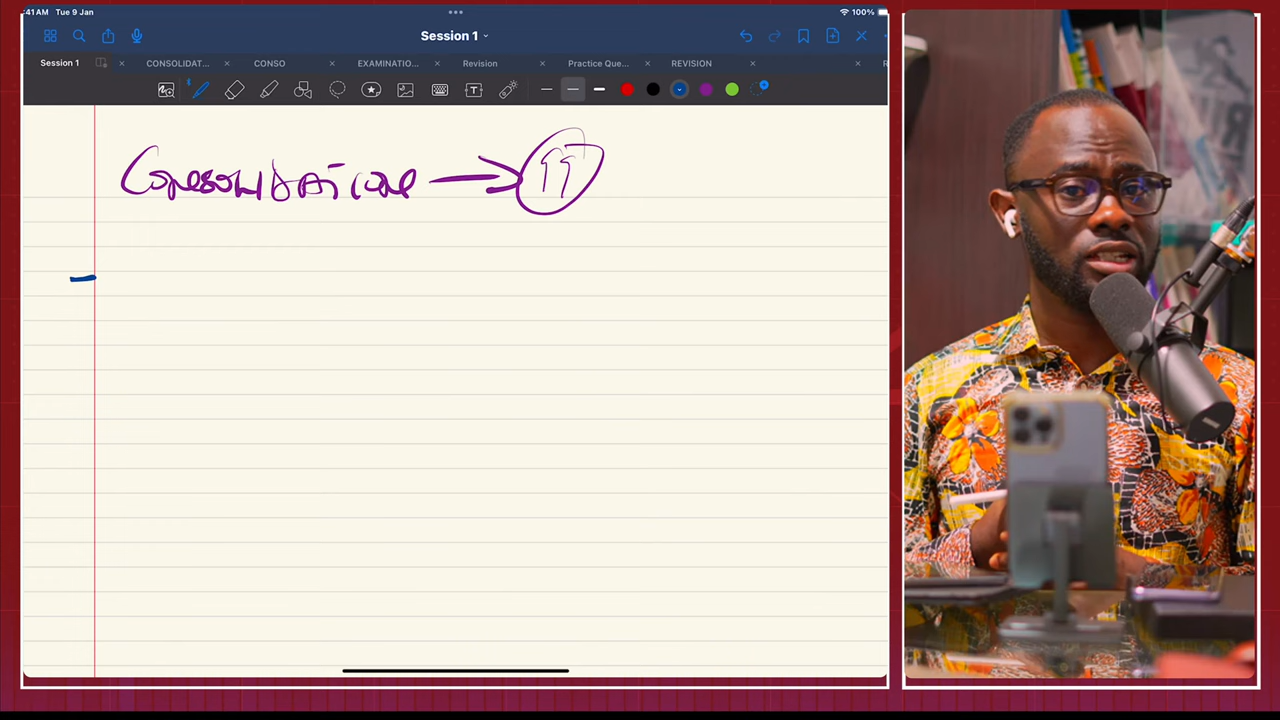 :41 AM Tue 9 Jan
100%
Session 1
Session 1
CONSOLIDAT...
CONSO
EXAMINATIO...
Revision
Practice Que...
REVISION
Consolidation →